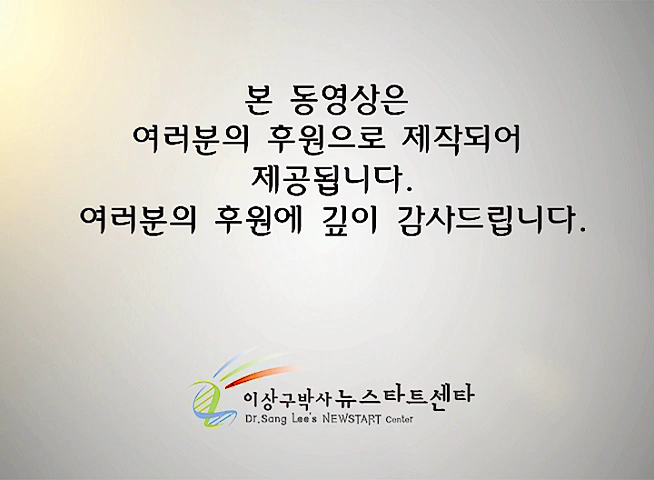 본 동영상은
여러분의 후원으로 제작되어
제공됩니다.
여러분의 후원에 깊이 감사드립니다.
이상구박사 뉴스타트센타
Dr.Sang Lee's NEWSTART Center